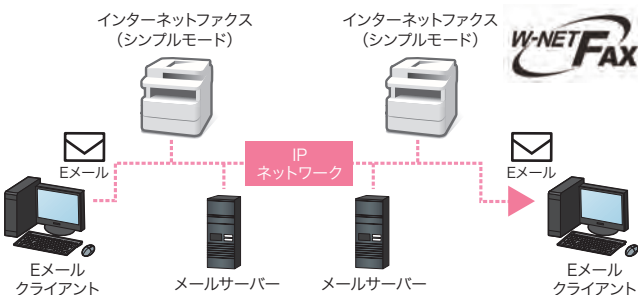 インターネットファクス
（シンプルモード）
インターネットファクス
（シンプルモード）
W-NET FAX
Eメール
IP
ネットワーク
Eメール
Eメール
クライアント
メールサーバー
メールサーバー
Eメール
クライアント